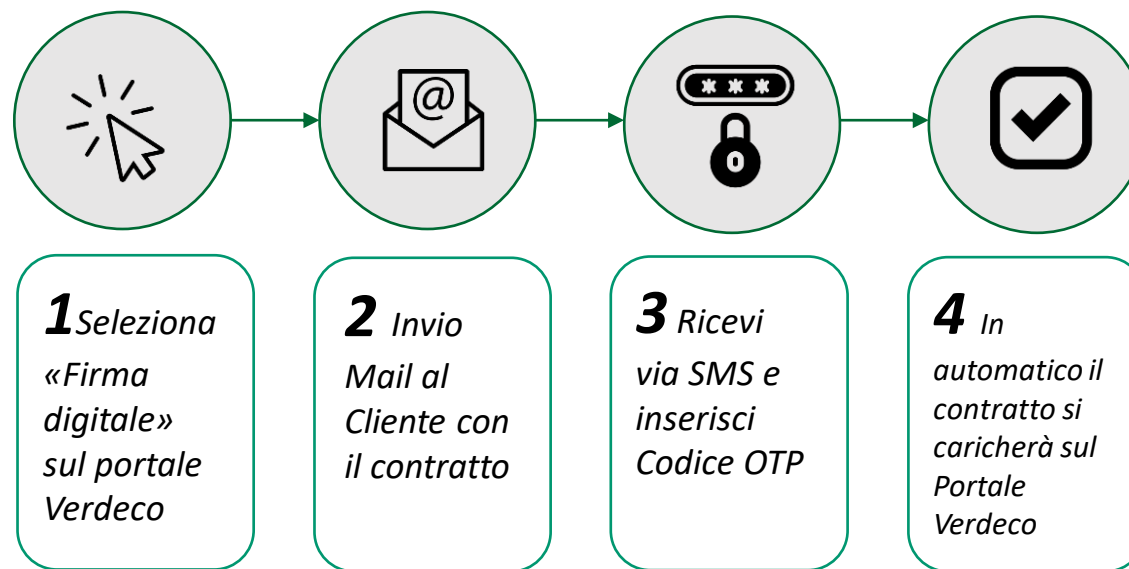 @
***
1Seleziona
«Firma
digitale»
sul portale
Verdeco
2 Invio
Mail al
Cliente con
il contratto
3 Ricevi
via SMS e
inserisci
Codice OTP
4 In
automatico il
contratto si
caricherà sul
Portale
Verdeco